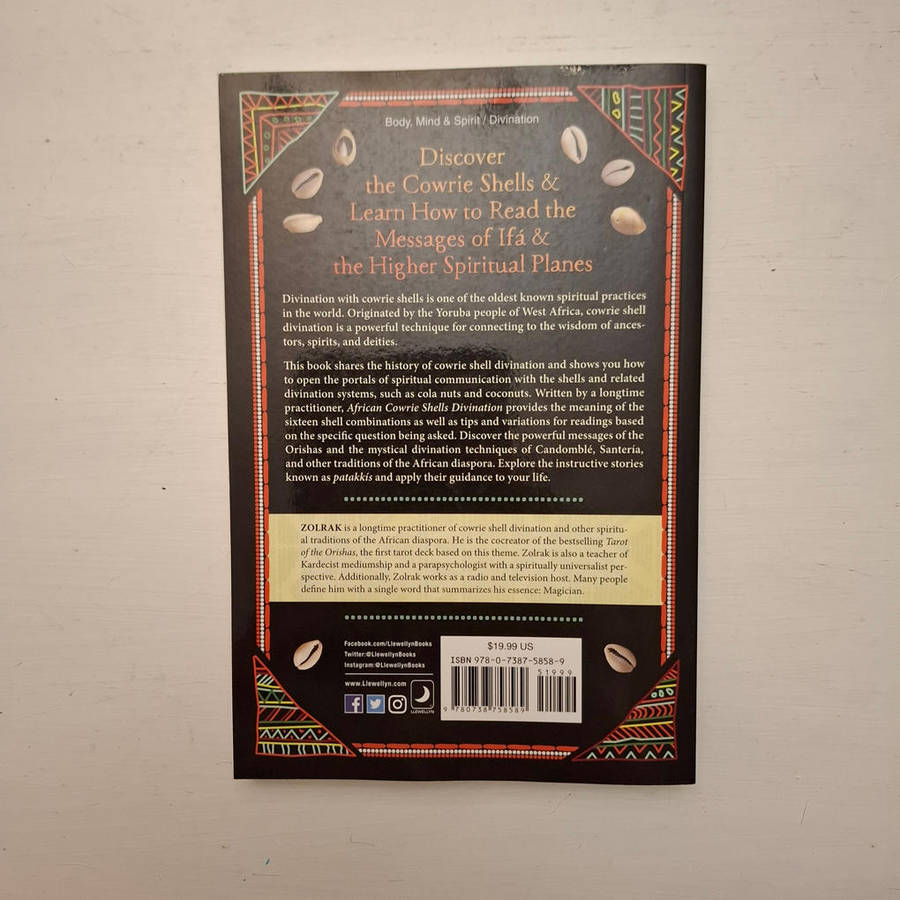 Body, Mind & Spirit / Divination
Discover
the Cowrie Shells &
Learn How to Read the
Messages of Ifá &
the Higher Spiritual Planes
Divination with cowrie shells is one of the oldest known spiritual practices
in the world. Originated by the Yoruba people of West Africa, cowrie shell
divination is a powerful technique for connecting to the wisdom of ances-
tors, spirits, and deities.
This book shares the history of cowrie shell divination and shows you how
to open the portals of spiritual communication with the shells and related
divination systems, such as cola nuts and coconuts. Written by a longtime
practitioner, African Cowrie Shells Divination provides the meaning of the
sixteen shell combinations as well as tips and variations for readings based
on the specific question being asked. Discover the powerful messages of the
Orishas and the mystical divination techniques of Candomblé, Santería,
and other traditions of the African diaspora. Explore the instructive stories
known as patakkís and apply their guidance to your life.
ZOLRAK is a longtime practitioner of cowrie shell divination and other spiritu-
al traditions of the African diaspora. He is the cocreator of the bestselling Tarot
of the Orishas, the first tarot deck based on this theme. Zolrak is also a teacher of
Kardecist mediumship and a parapsychologist with a spiritually universalist per-
spective. Additionally, Zolrak works as a radio and television host. Many people
define him with a single word that summarizes his essence: Magician.
Facebook.com/LlewellynBooks
Twitter:@LlewellynBooks
Instagram:@LlewellynBooks
www.Llewellyn.com
LLEWELLYN
$19.99 US
ISBN 978-0-7387-5858-9
51999
9 780738 758589